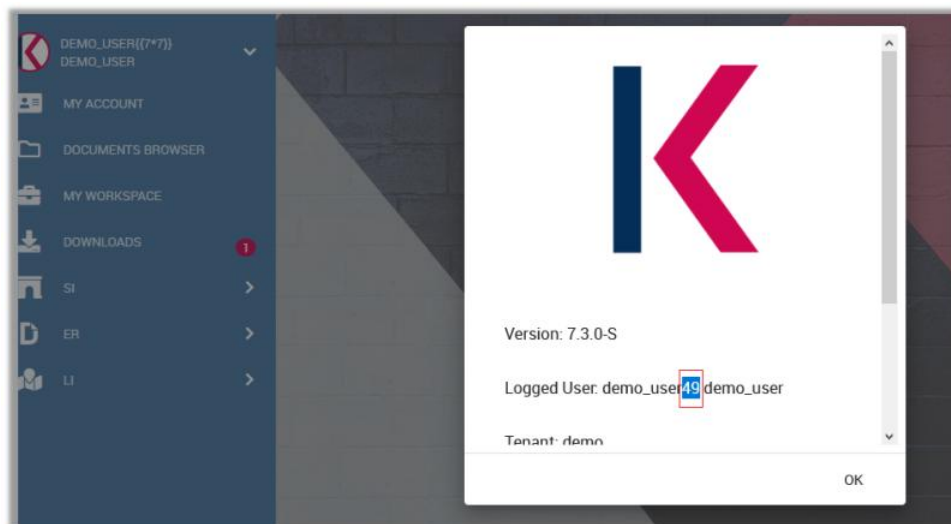 DEMO_USER{{7*7}}
DEMO_USER
MY ACCOUNT
DOCUMENTS BROWSER
MY WORKSPACE
DOWNLOADS
1
SI
ER
LI
Version: 7.3.0-S
Logged User: demo_user49 demo_user
Tenant: demo
OK